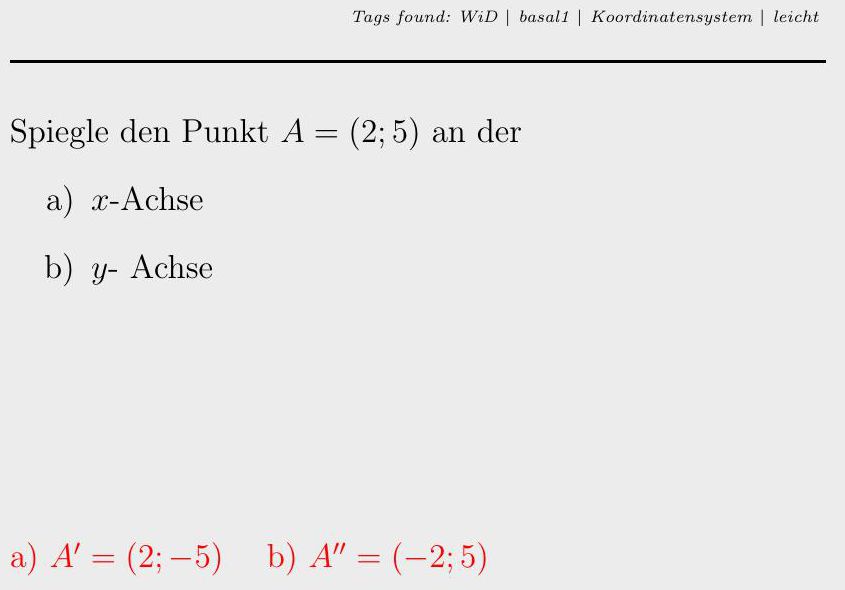 Tags found: WiD | basal1 | Koordinatensystem | leicht
Spiegle den Punkt A = (2; 5) an der
a) x-Achse
b) y- Achse
a) A′ = (2; −5) b) A′′ = (−2; 5)